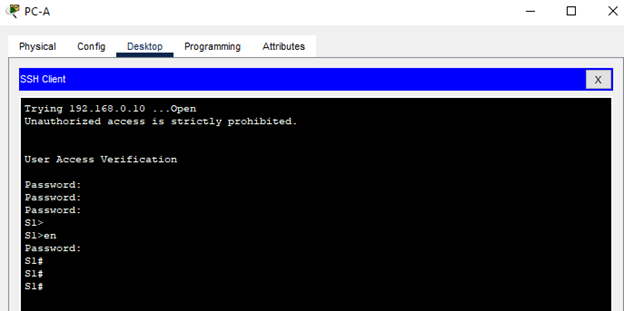 PC-A
Physical Config Desktop Programming Attributes
SSH Client X
Trying 192.168.0.10 ...Open
Unauthorized access is strictly prohibited.
User Access Verification
Password:
Password:
Password:
S1>
S1>en
Password:
S1#
S1#
S1#